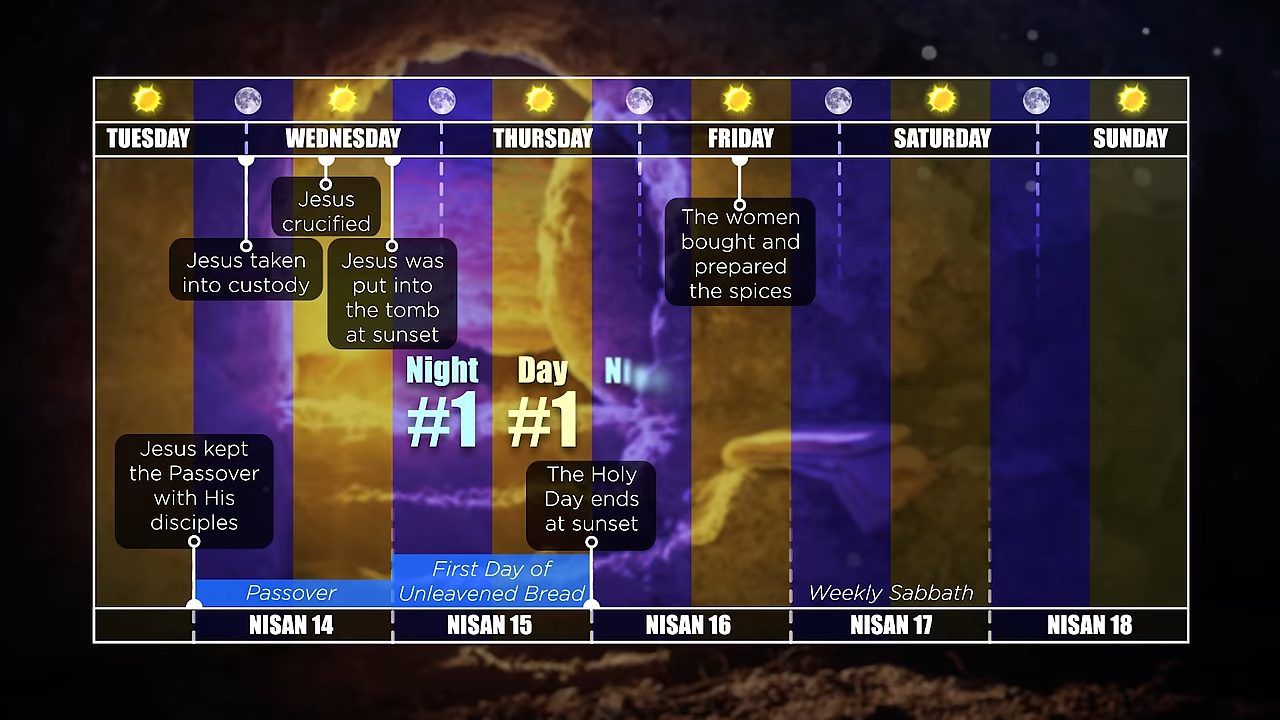 TUESDAY
WEDNESDAY
THURSDAY
FRIDAY
SATURDAY
SUNDAY
Jesus
crucified
Jesus taken
into custody
Jesus was
put into
the tomb
at sunset
The women
bought and
prepared
the spices
Night
#1
Day
#1
Jesus kept
the Passover
with His
disciples
The Holy
Day ends
at sunset
Passover
First Day of
Unleavened Bread
Weekly Sabbath
NISAN 14
NISAN 15
NISAN 16
NISAN 17
NISAN 18